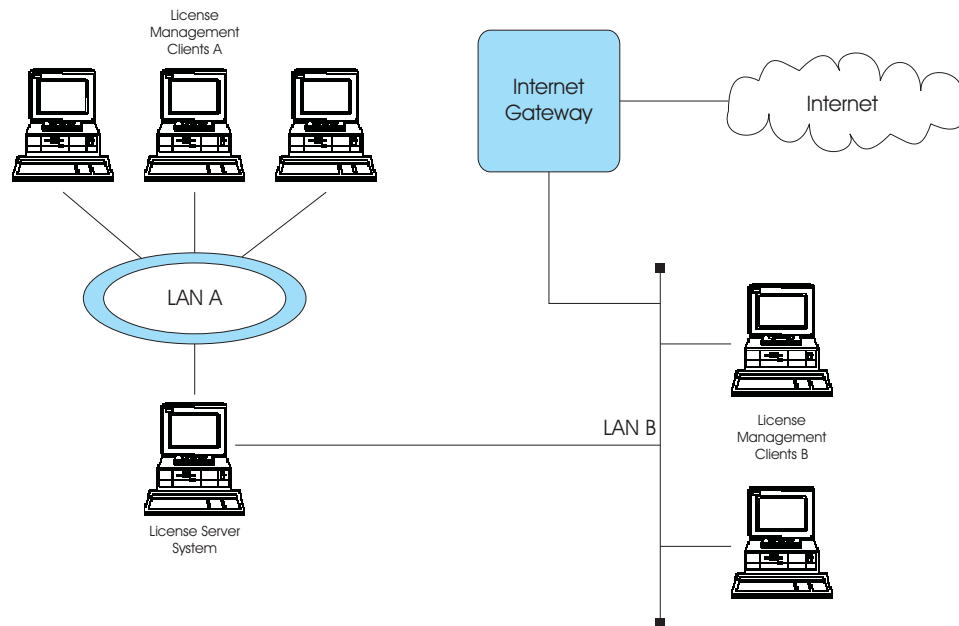 License
Management
Clients A
Internet
Gateway
Internet
LAN A
LAN B
License
Management
Clients B
License Server
System